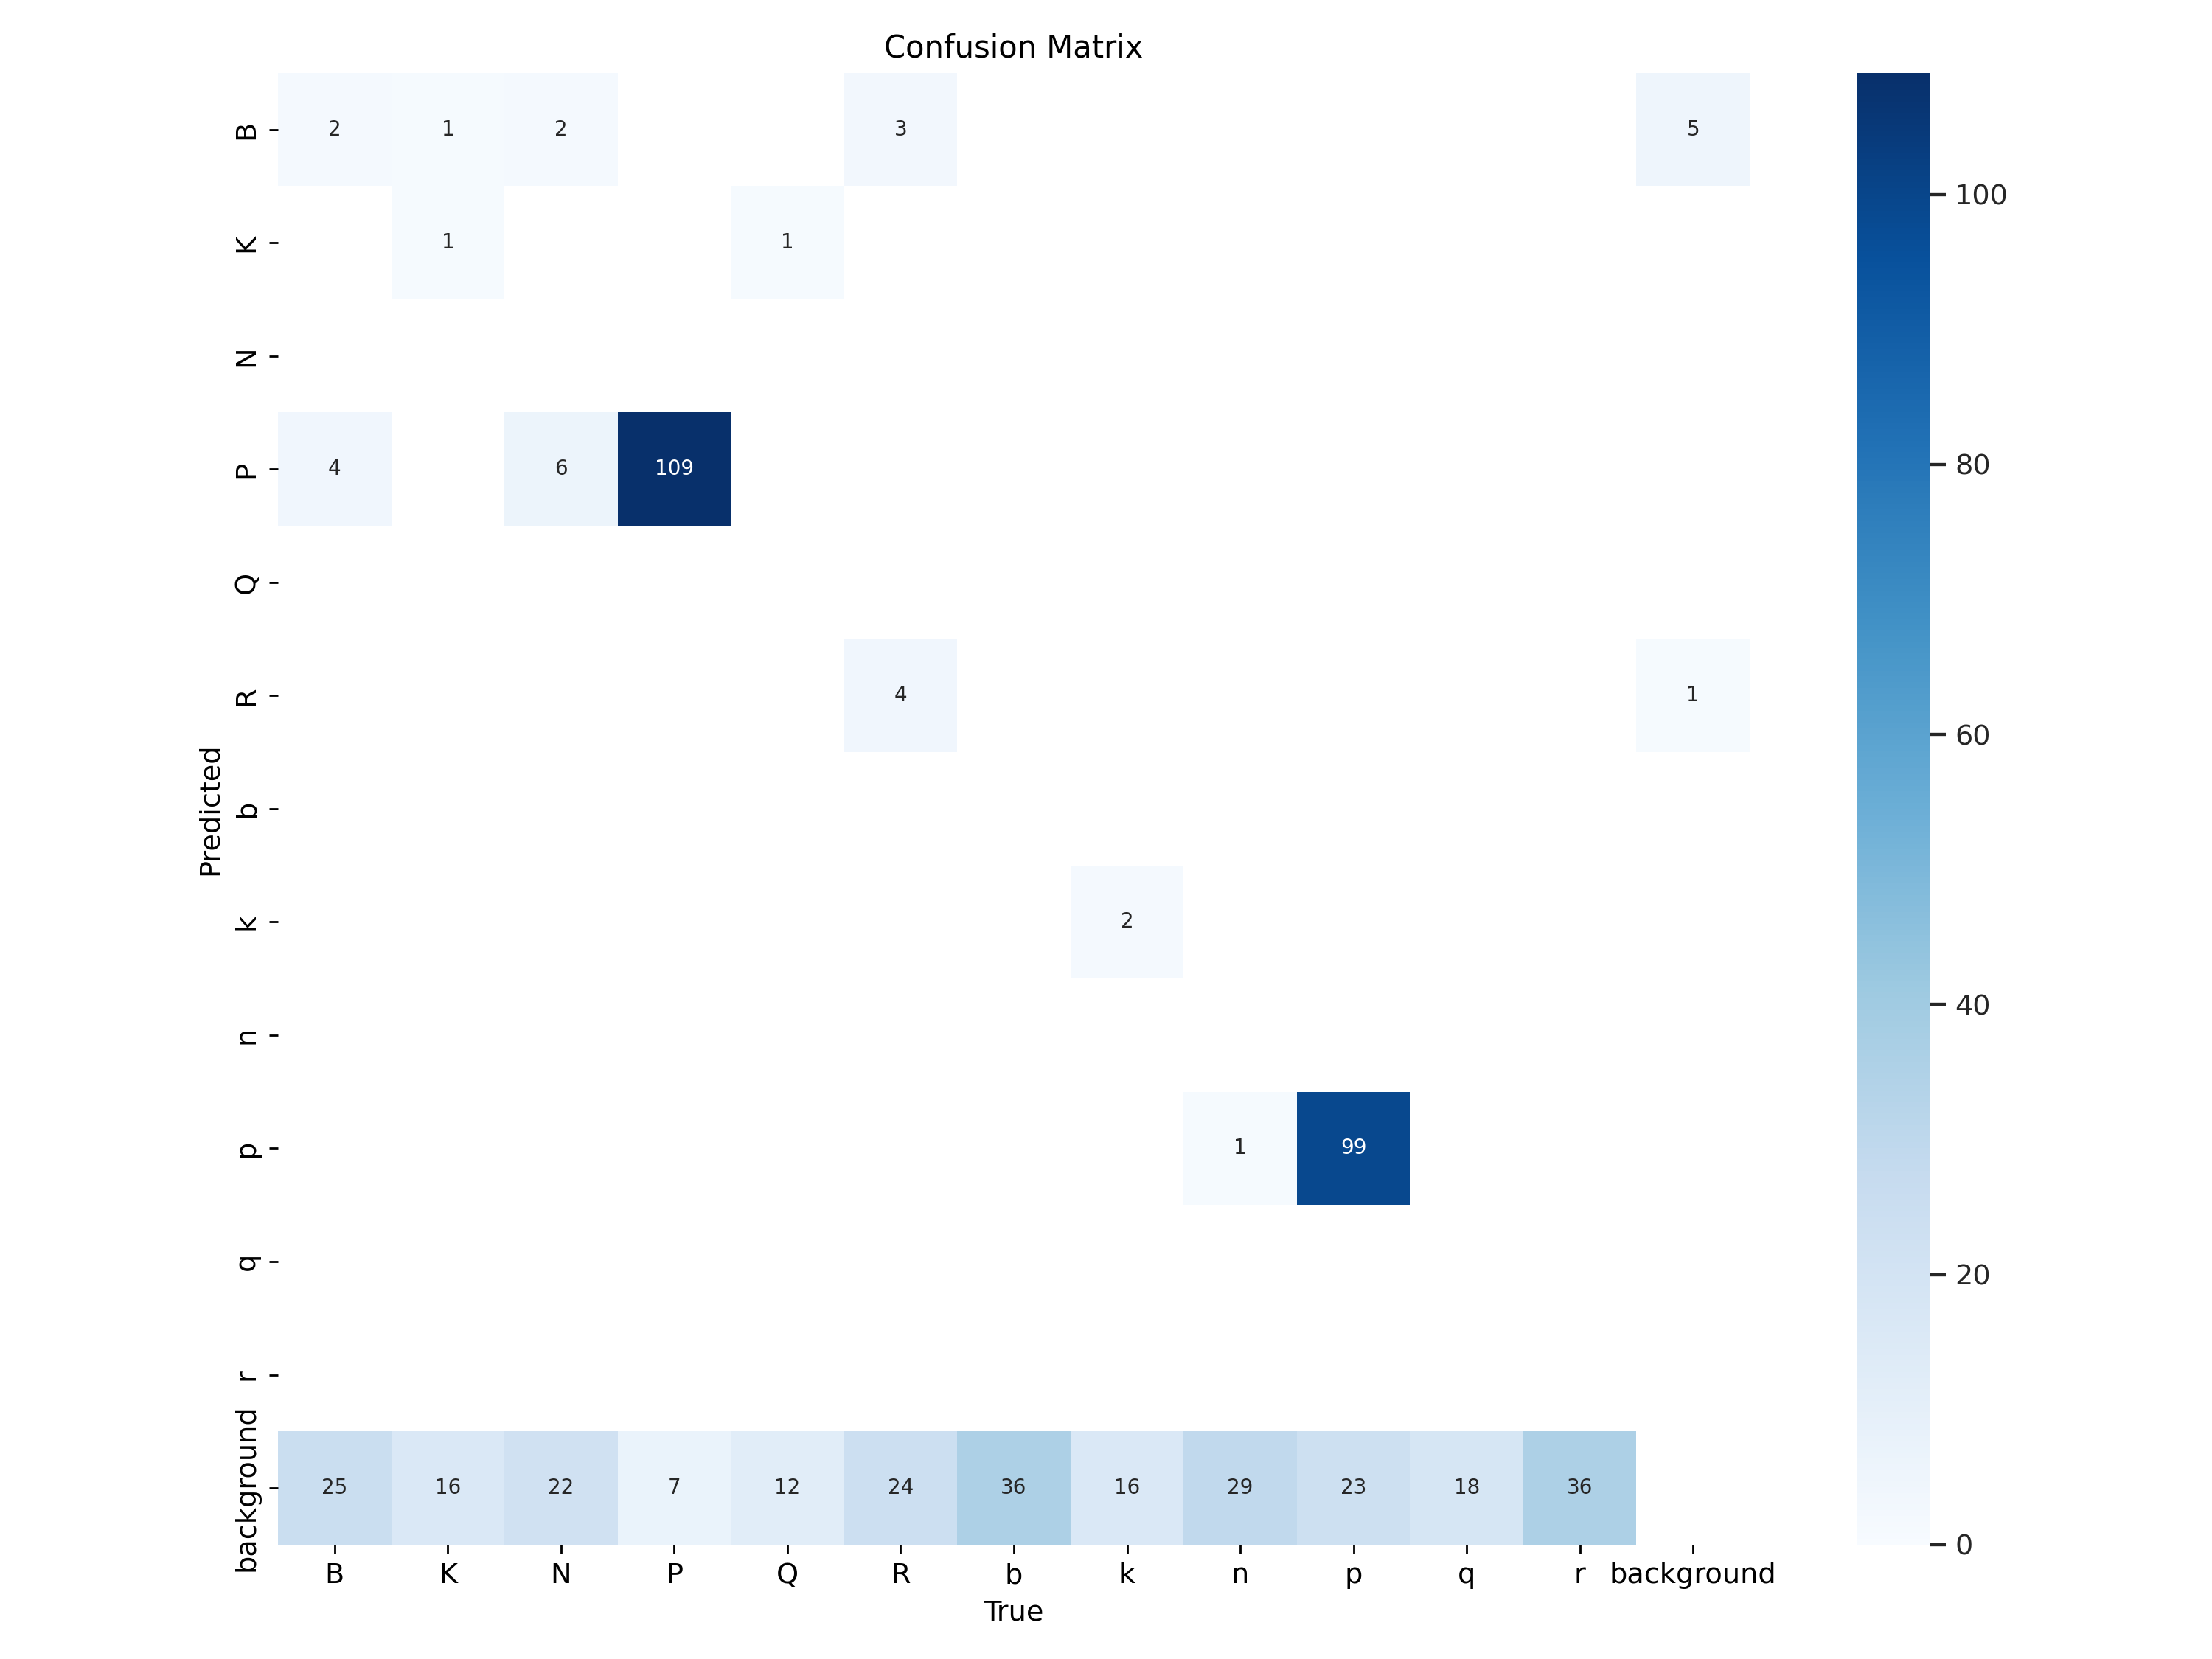 Confusion Matrix
B 2 1 2 3 5
K 1 1
N
P 4 6 109
Q
R 4 1
b
k 2
n
p 1 99
q
r
background 25 16 22 7 12 24 36 16 29 23 18 36
B K N P Q R b k n p q r background
True
Predicted
100
80
60
40
20
0